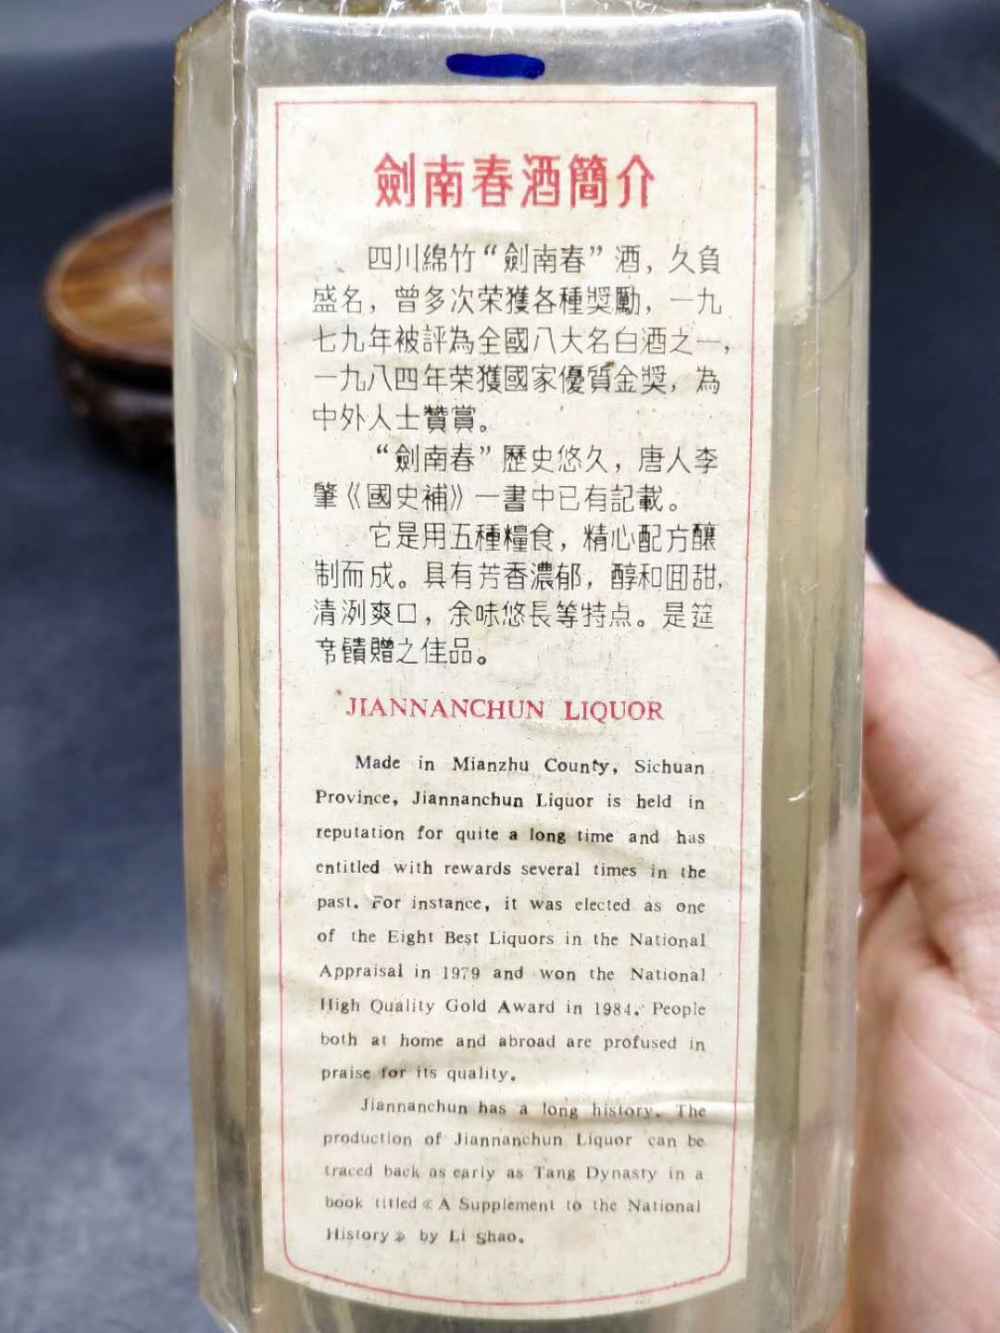 劍南春酒簡介
四川綿竹“劍南春”酒，久負
盛名，曾多次荣獲各種獎勵，一九
七九年被評為全國八大名白酒之一，
一九八四年荣獲國家優質金獎，為
中外人士贊賞。
“劍南春”歷史悠久，唐人李
肇《國史補》一書中已有記載。
它是用五種糧食，精心配方釀
制而成。具有芳香濃郁，醇和回甜，
清洌爽口，余味悠長等特点。是筵
席饋贈之佳品。
JIANNANCHUN LIQUOR
Made in Mianzhu County, Sichuan
Province, Jiannanchun Liquor is held in
reputation for quite a long time and has
entitled with rewards several times in the
past. For instance, it was elected as one
of the Eight Best Liquors in the National
Appraisal in 1979 and won the National
High Quality Gold Award in 1984. People
both at home and abroad are profused in
praise for its quality.
Jiannanchun has a long history. The
production of Jiannanchun Liquor can be
traced back as early as Tang Dynasty in a
book titled《A Supplement to the National
History》by Li shao.